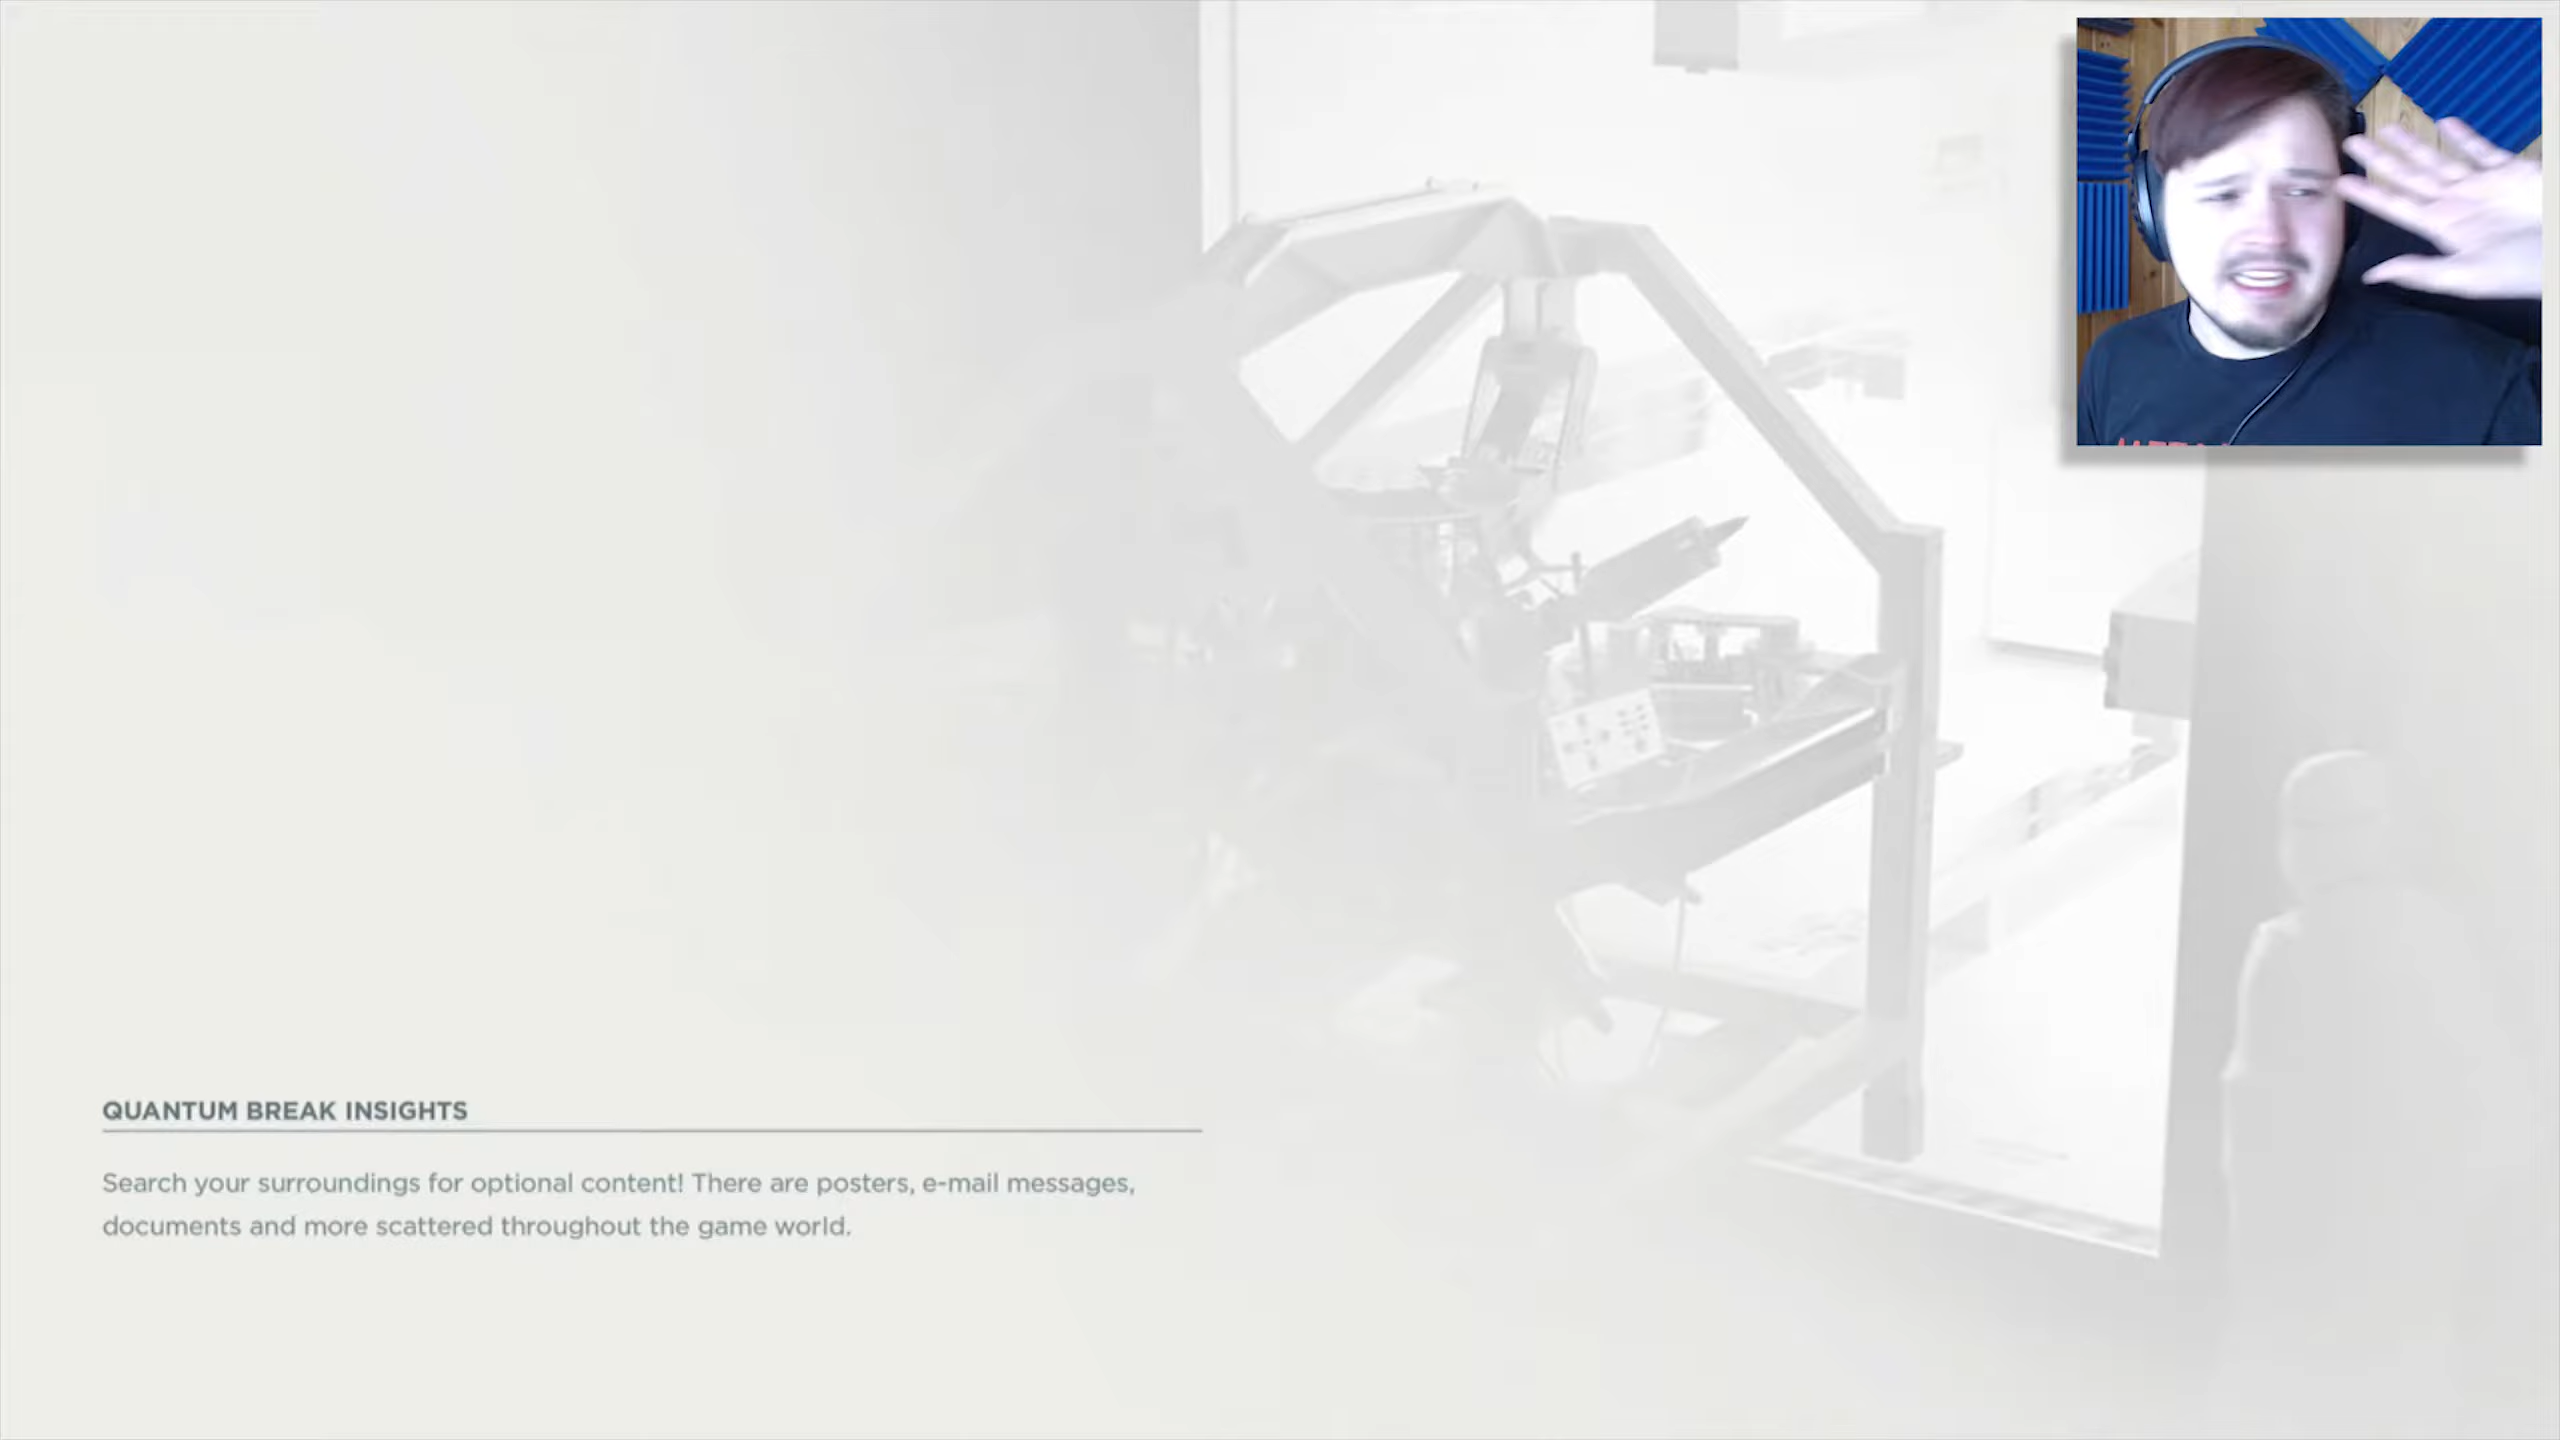 QUANTUM BREAK INSIGHTS
Search your surroundings for optional content! There are posters, e-mail messages,
documents and more scattered throughout the game world.